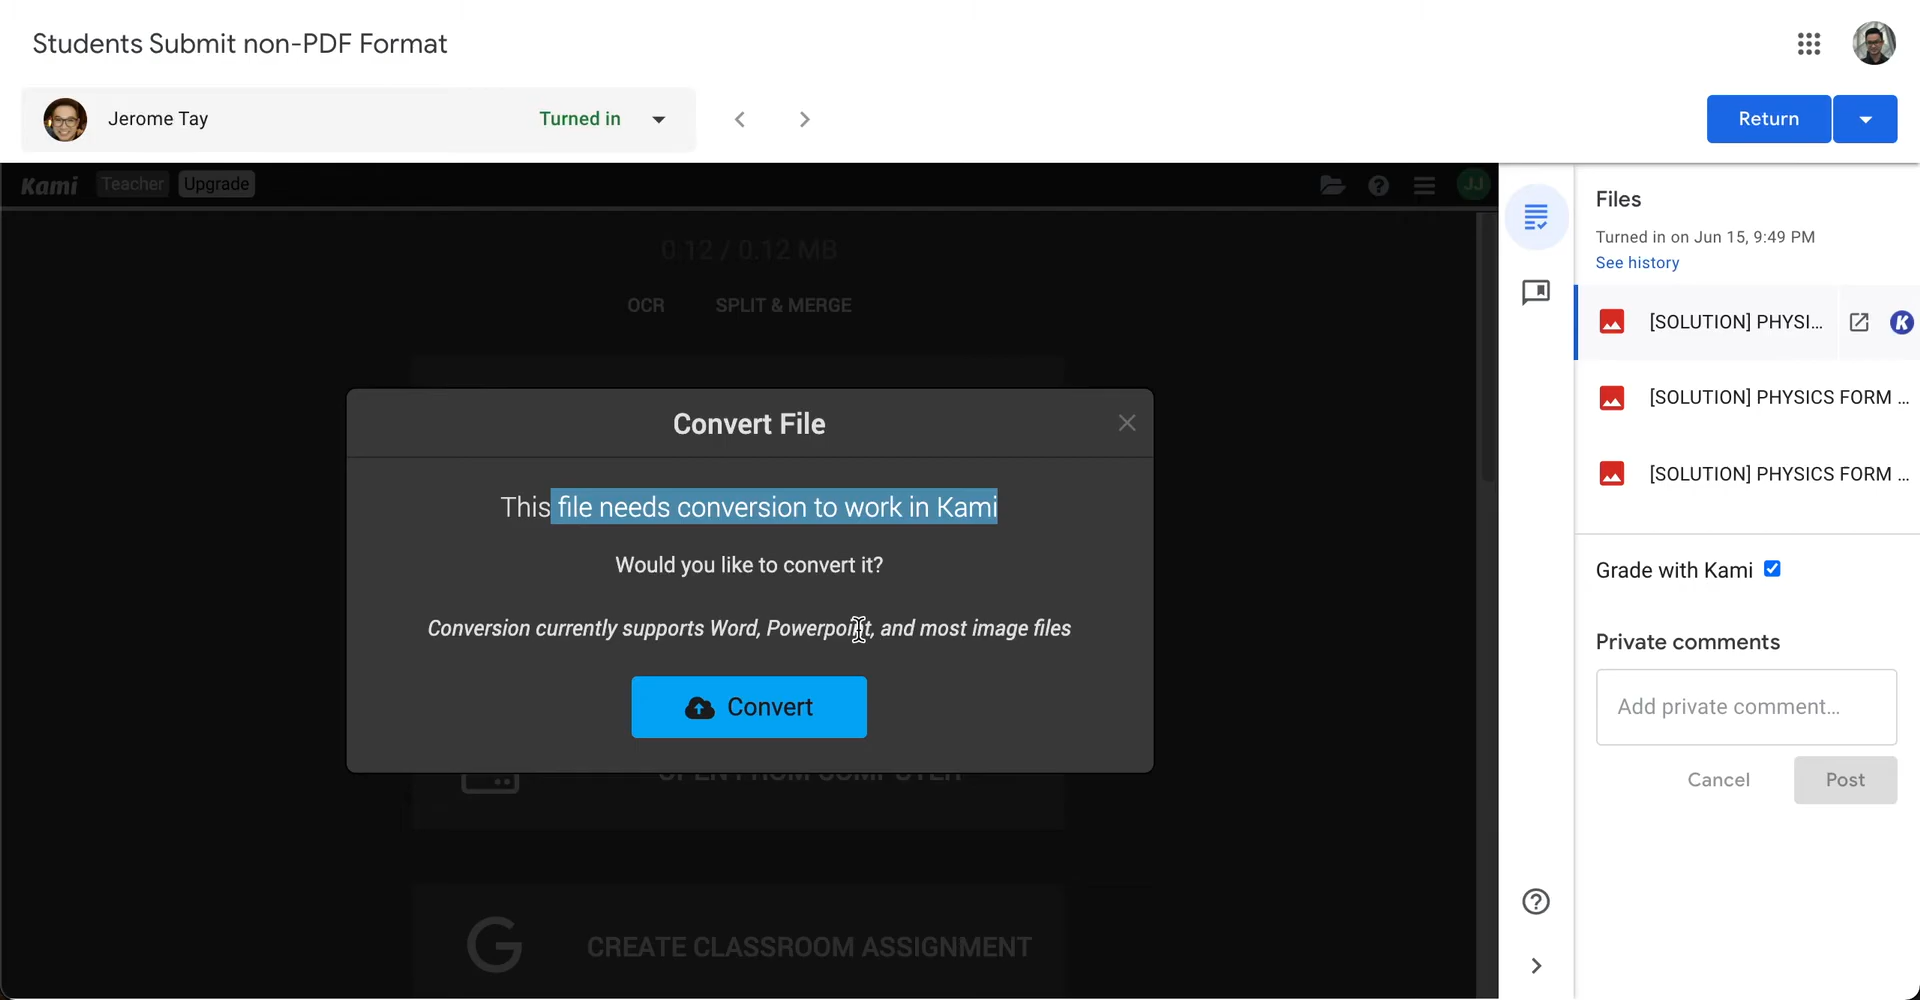 Students Submit non-PDF Format
Jerome Tay
Turned in
Return
Kami
Teacher
Upgrade
JJ
0.12 / 0.12 MB
OCR
SPLIT & MERGE
Convert File
This file needs conversion to work in Kami
Would you like to convert it?
Conversion currently supports Word, Powerpoint, and most image files
Convert
OPEN FROM COMPUTER
CREATE CLASSROOM ASSIGNMENT
Files
Turned in on Jun 15, 9:49 PM
See history
[SOLUTION] PHYSI...
K
[SOLUTION] PHYSICS FORM ...
[SOLUTION] PHYSICS FORM ...
Grade with Kami
Private comments
Add private comment...
Cancel
Post